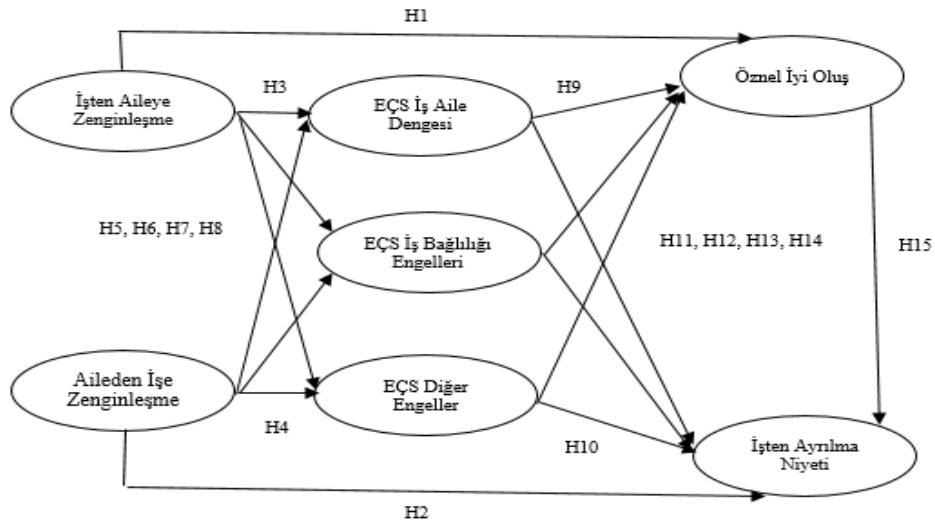 H1
İşten Aileye
Zenginleşme
H3
EÇS İş Aile
Dengesi
H9
Öznel İyi Oluş
H5, H6, H7, H8
EÇS İş Bağlılığı
Engelleri
H11, H12, H13, H14
H15
Aileden İşe
Zenginleşme
H4
EÇS Diğer
Engeller
H10
İşten Ayrılma
Niyeti
H2